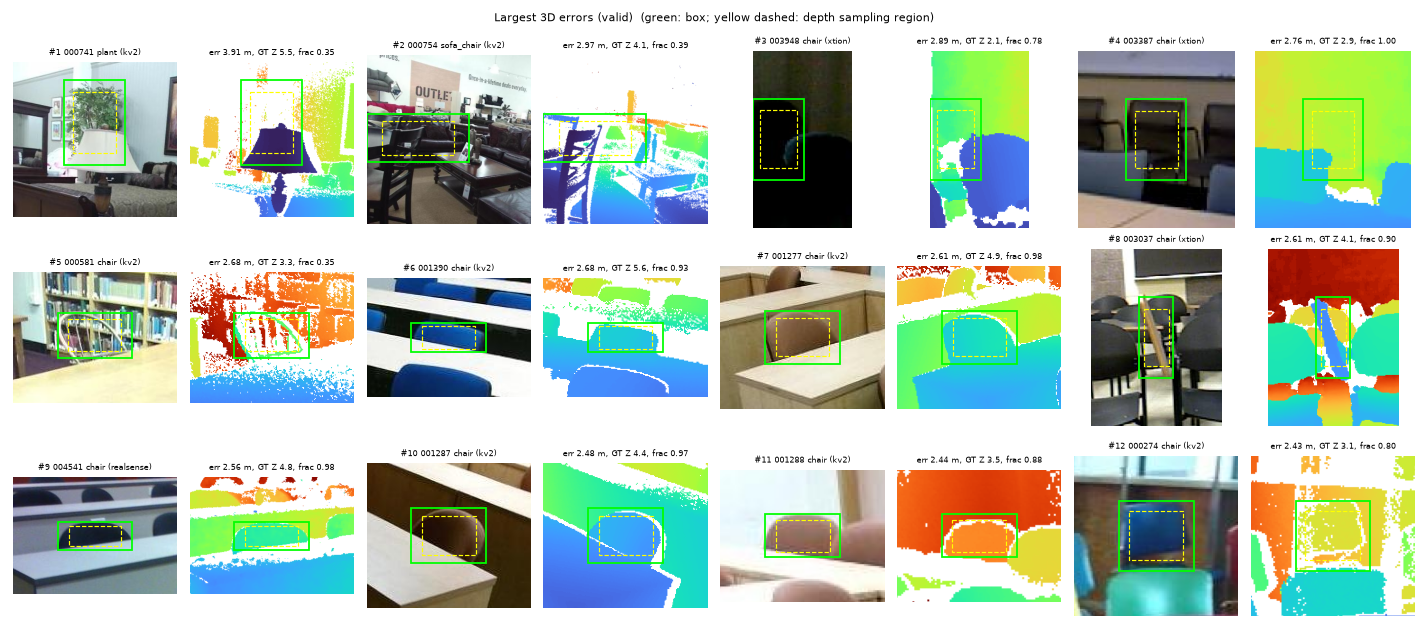 Largest 3D errors (valid)  (green: box; yellow dashed: depth sampling region)
#1 000741 plant (kv2)
err 3.91 m, GT Z 5.5, frac 0.35
#2 000754 sofa_chair (kv2)
err 2.97 m, GT Z 4.1, frac 0.39
#3 003948 chair (xtion)
err 2.89 m, GT Z 2.1, frac 0.78
#4 003387 chair (xtion)
err 2.76 m, GT Z 2.9, frac 1.00
OUTLET
#5 000581 chair (kv2)
err 2.68 m, GT Z 3.3, frac 0.35
#6 001390 chair (kv2)
err 2.68 m, GT Z 5.6, frac 0.93
#7 001277 chair (kv2)
err 2.61 m, GT Z 4.9, frac 0.98
#8 003037 chair (xtion)
err 2.61 m, GT Z 4.1, frac 0.90
#9 004541 chair (realsense)
err 2.56 m, GT Z 4.8, frac 0.98
#10 001287 chair (kv2)
err 2.48 m, GT Z 4.4, frac 0.97
#11 001288 chair (kv2)
err 2.44 m, GT Z 3.5, frac 0.88
#12 000274 chair (kv2)
err 2.43 m, GT Z 3.1, frac 0.80